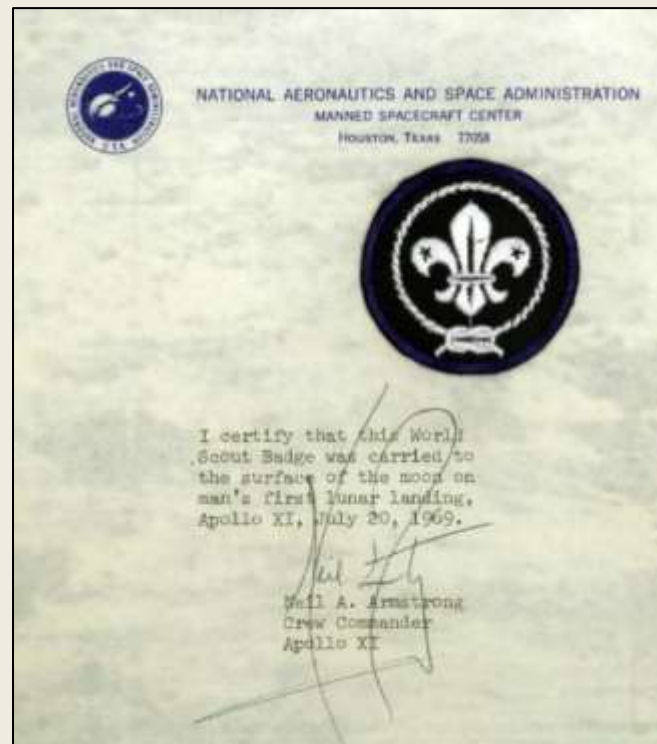 NATIONAL AERONAUTICS AND SPACE ADMINISTRATION
MANNED SPACECRAFT CENTER
HOUSTON, TEXAS 77058
I certify that this World
Scout Badge was carried to
the surface of the moon on
man's first lunar landing,
Apollo XI, July 20, 1969.
Neil A. Armstrong
Crew Commander
Apollo XI